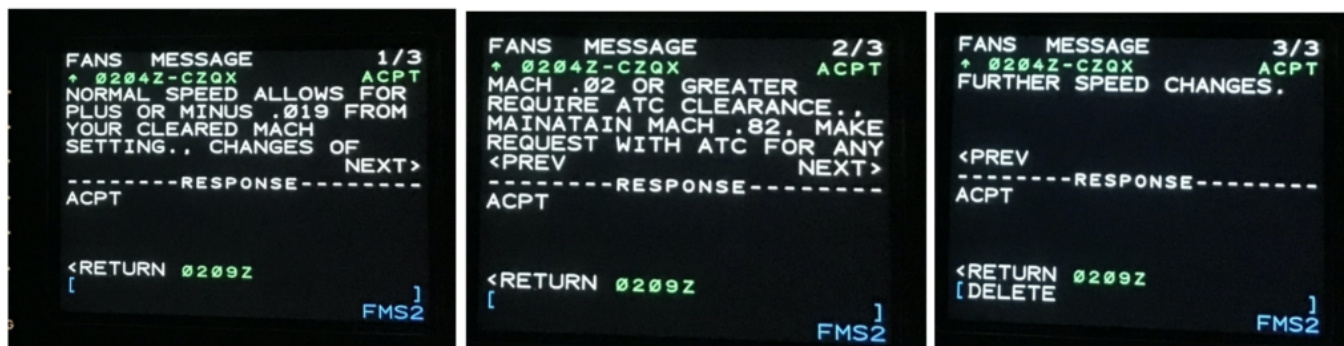 FANS MESSAGE 1/3
↑ 0204Z-CZQX ACPT
NORMAL SPEED ALLOWS FOR
PLUS OR MINUS .019 FROM
YOUR CLEARED MACH
SETTING., CHANGES OF
NEXT>
--------RESPONSE--------
ACPT
<RETURN 0209Z
[ ]
FMS2
FANS MESSAGE 2/3
↑ 0204Z-CZQX ACPT
MACH .02 OR GREATER
REQUIRE ATC CLEARANCE.,
MAINATAIN MACH .82, MAKE
REQUEST WITH ATC FOR ANY
<PREV NEXT>
--------RESPONSE--------
ACPT
<RETURN 0209Z
[ ]
FMS2
FANS MESSAGE 3/3
↑ 0204Z-CZQX ACPT
FURTHER SPEED CHANGES.
<PREV
--------RESPONSE--------
ACPT
<RETURN 0209Z
[DELETE ]
FMS2